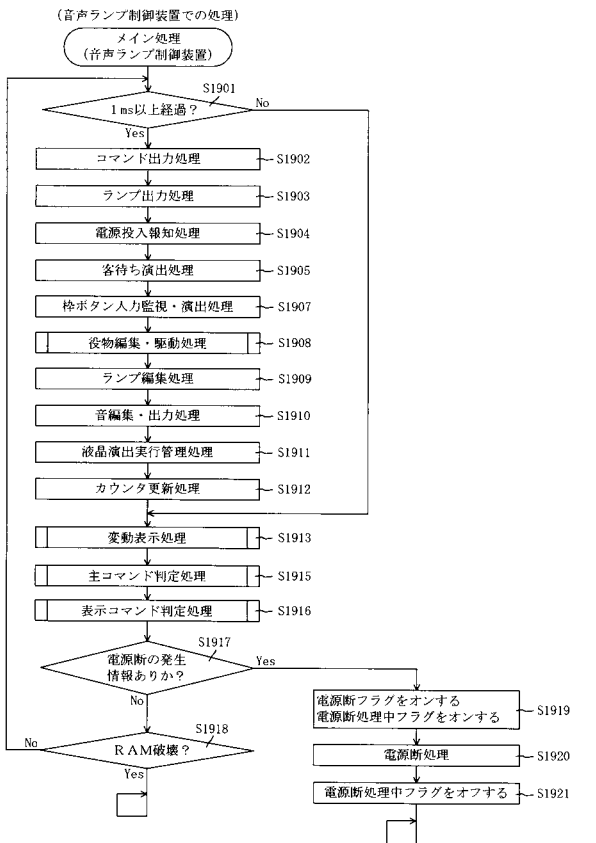 (音声ランプ制御装置での処理)
メイン処理
(音声ランプ制御装置)
S1901
1ms以上経過?
No
Yes
コマンド出力処理
S1902
ランプ出力処理
S1903
電源投入報知処理
S1904
客待ち演出処理
S1905
枠ボタン入力監視・演出処理
S1907
役物編集・駆動処理
S1908
ランプ編集処理
S1909
音編集・出力処理
S1910
液晶演出実行管理処理
S1911
カウンタ更新処理
S1912
変動表示処理
S1913
主コマンド判定処理
S1915
表示コマンド判定処理
S1916
S1917
電源断の発生
情報ありか?
Yes
No
電源断フラグをオンする
電源断処理中フラグをオンする
S1919
S1918
No
RAM破壊?
Yes
電源断処理
S1920
電源断処理中フラグをオフする
S1921